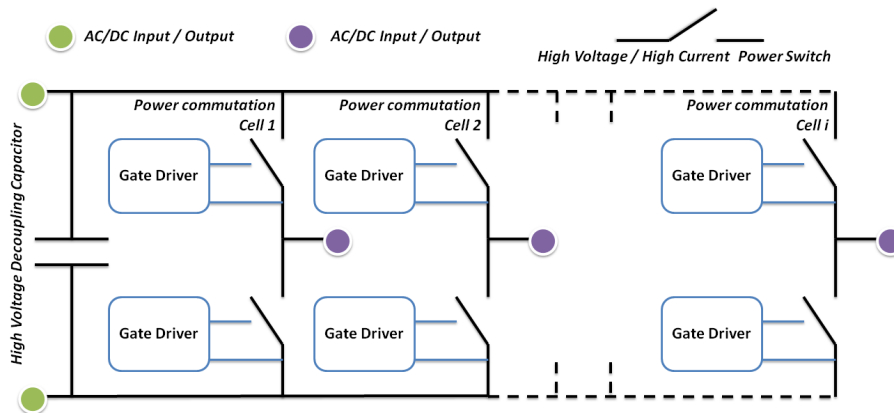 AC/DC Input / Output
AC/DC Input / Output
High Voltage / High Current Power Switch
Power commutation
Cell 1
Power commutation
Cell 2
Power commutation
Cell i
Gate Driver
Gate Driver
Gate Driver
High Voltage Decoupling Capacitor
Gate Driver
Gate Driver
Gate Driver